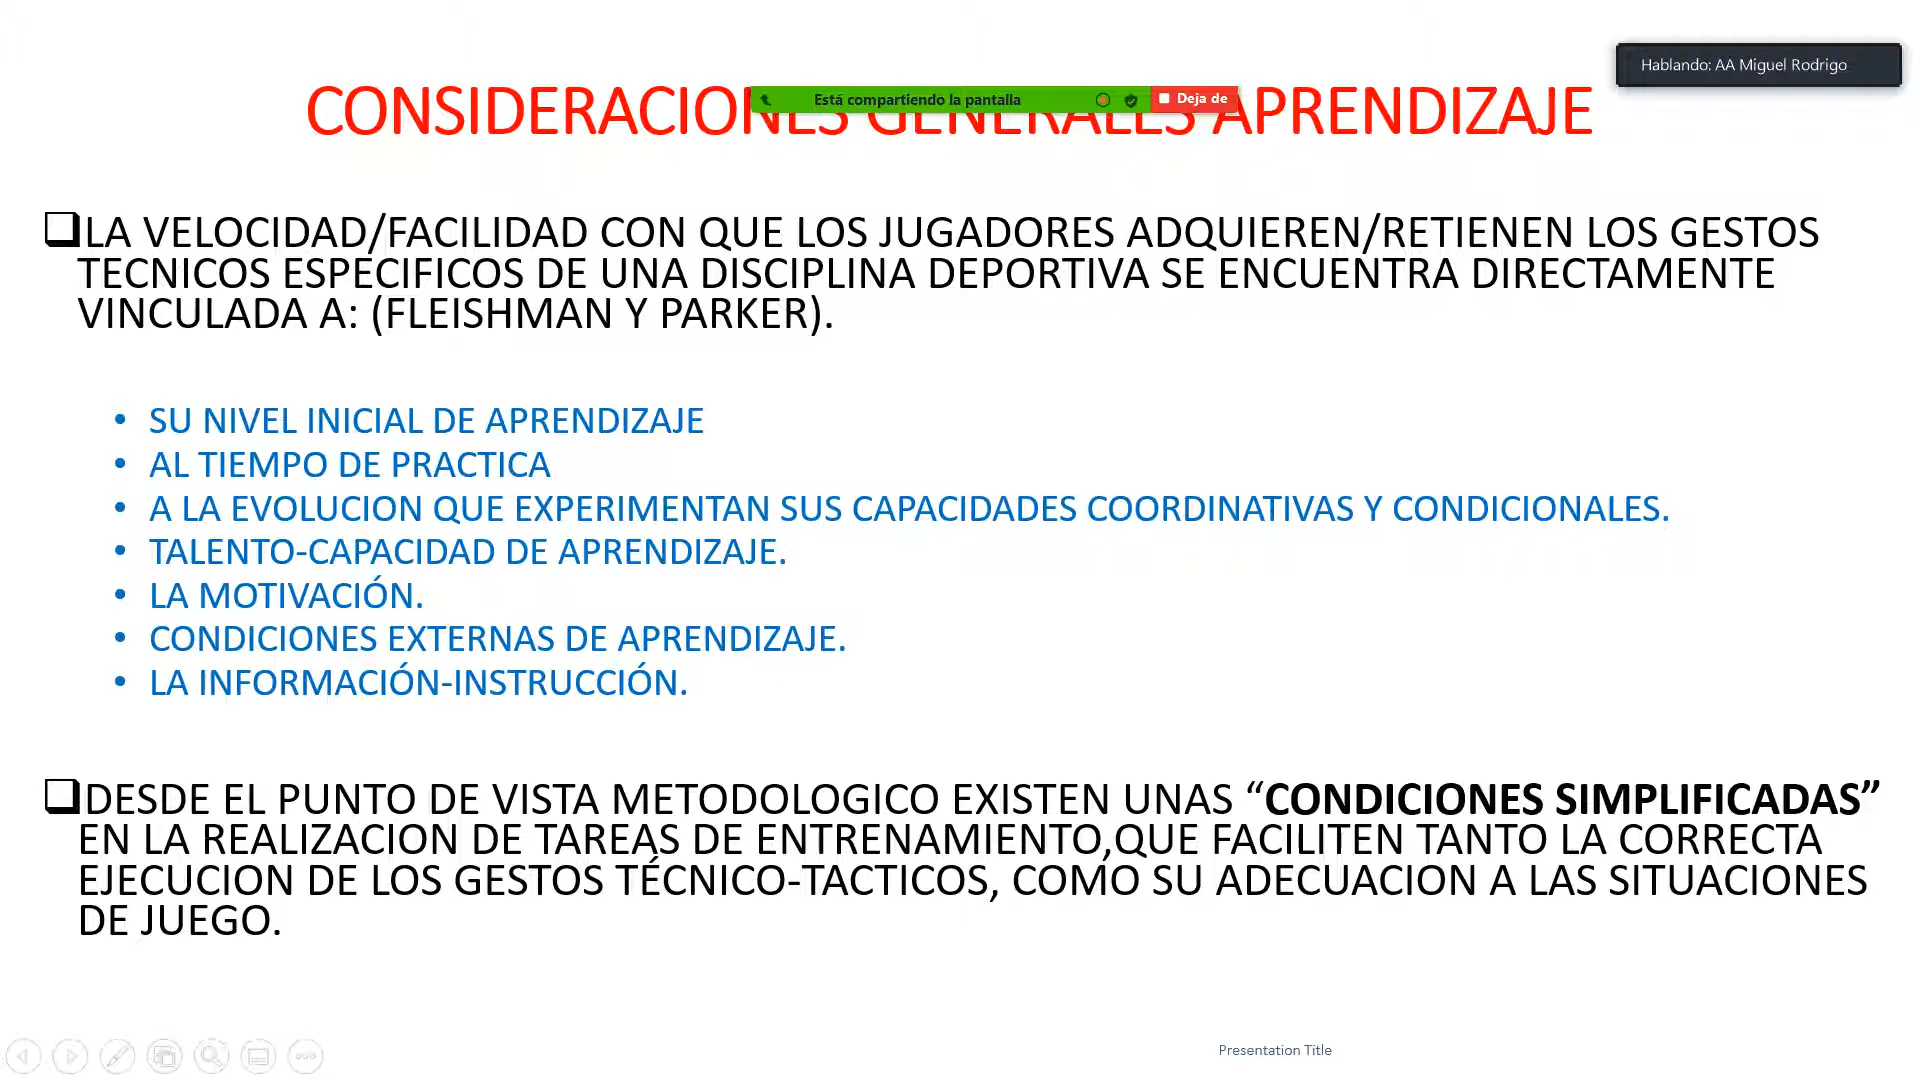 Hablando: AA Miguel Rodrigo
CONSIDERACIONES GENERALES APRENDIZAJE
Está compartiendo la pantalla
Deja de
LA VELOCIDAD/FACILIDAD CON QUE LOS JUGADORES ADQUIEREN/RETIENEN LOS GESTOS
TECNICOS ESPECIFICOS DE UNA DISCIPLINA DEPORTIVA SE ENCUENTRA DIRECTAMENTE
VINCULADA A: (FLEISHMAN Y PARKER).
• SU NIVEL INICIAL DE APRENDIZAJE
• AL TIEMPO DE PRACTICA
• A LA EVOLUCION QUE EXPERIMENTAN SUS CAPACIDADES COORDINATIVAS Y CONDICIONALES.
• TALENTO-CAPACIDAD DE APRENDIZAJE.
• LA MOTIVACIÓN.
• CONDICIONES EXTERNAS DE APRENDIZAJE.
• LA INFORMACIÓN-INSTRUCCIÓN.
DESDE EL PUNTO DE VISTA METODOLOGICO EXISTEN UNAS “CONDICIONES SIMPLIFICADAS”
EN LA REALIZACION DE TAREAS DE ENTRENAMIENTO,QUE FACILITEN TANTO LA CORRECTA
EJECUCION DE LOS GESTOS TÉCNICO-TACTICOS, COMO SU ADECUACION A LAS SITUACIONES
DE JUEGO.
Presentation Title